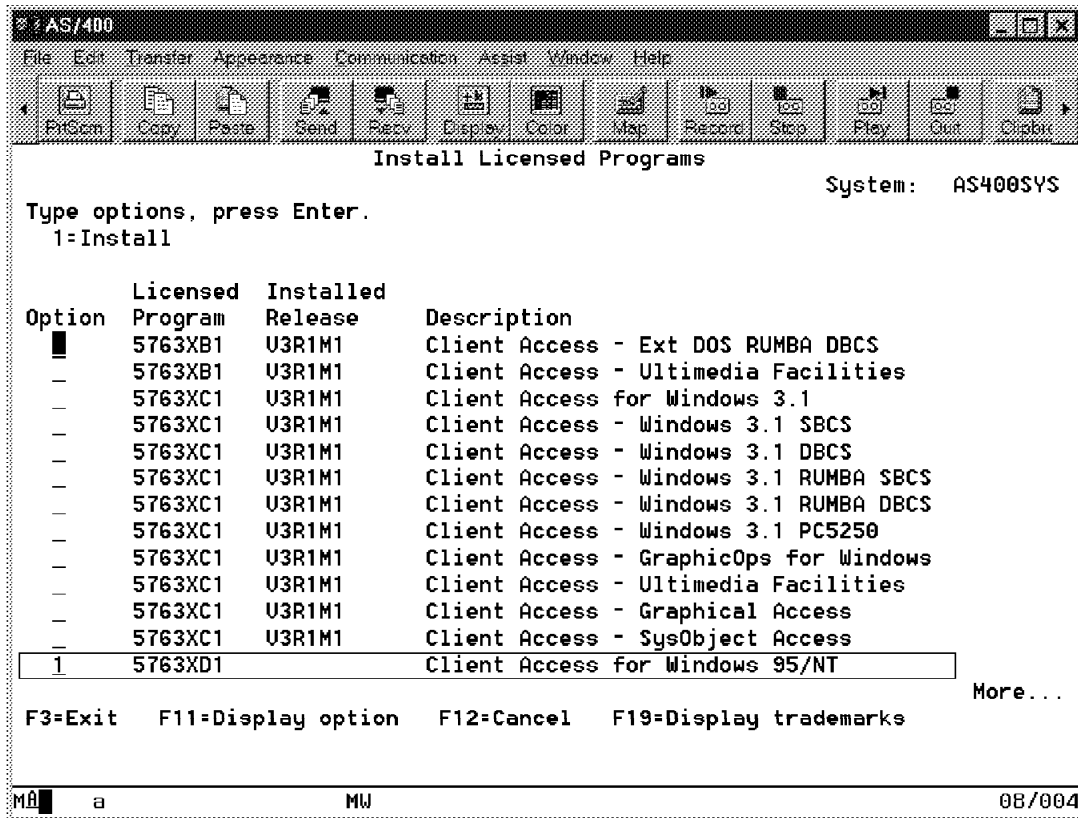 AS/400
File Edit Transfer Appearance Communication Assist Window Help
PrtScrn Copy Paste Send Recv Display Color Map Record Stop Play Quit Clipbrd
Install Licensed Programs
System: AS400SYS
Type options, press Enter.
1=Install
Licensed Installed
Option Program Release Description
5763XB1 V3R1M1 Client Access - Ext DOS RUMBA DBCS
_ 5763XB1 V3R1M1 Client Access - Ultimedia Facilities
_ 5763XC1 V3R1M1 Client Access for Windows 3.1
_ 5763XC1 V3R1M1 Client Access - Windows 3.1 SBCS
_ 5763XC1 V3R1M1 Client Access - Windows 3.1 DBCS
_ 5763XC1 V3R1M1 Client Access - Windows 3.1 RUMBA SBCS
_ 5763XC1 V3R1M1 Client Access - Windows 3.1 RUMBA DBCS
_ 5763XC1 V3R1M1 Client Access - Windows 3.1 PC5250
_ 5763XC1 V3R1M1 Client Access - GraphicOps for Windows
_ 5763XC1 V3R1M1 Client Access - Ultimedia Facilities
_ 5763XC1 V3R1M1 Client Access - Graphical Access
_ 5763XC1 V3R1M1 Client Access - SysObject Access
1 5763XD1 Client Access for Windows 95/NT
More...
F3=Exit F11=Display option F12=Cancel F19=Display trademarks
MA a MW 08/004